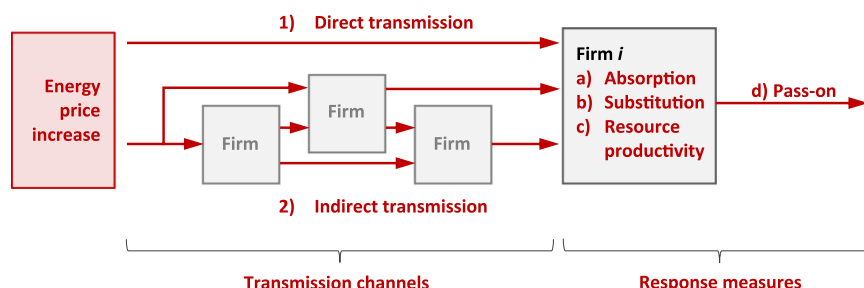 1) Direct transmission
Energy
price
increase
Firm
Firm
Firm
2) Indirect transmission
Firm i
a) Absorption
b) Substitution
c) Resource
productivity
d) Pass-on
Transmission channels
Response measures